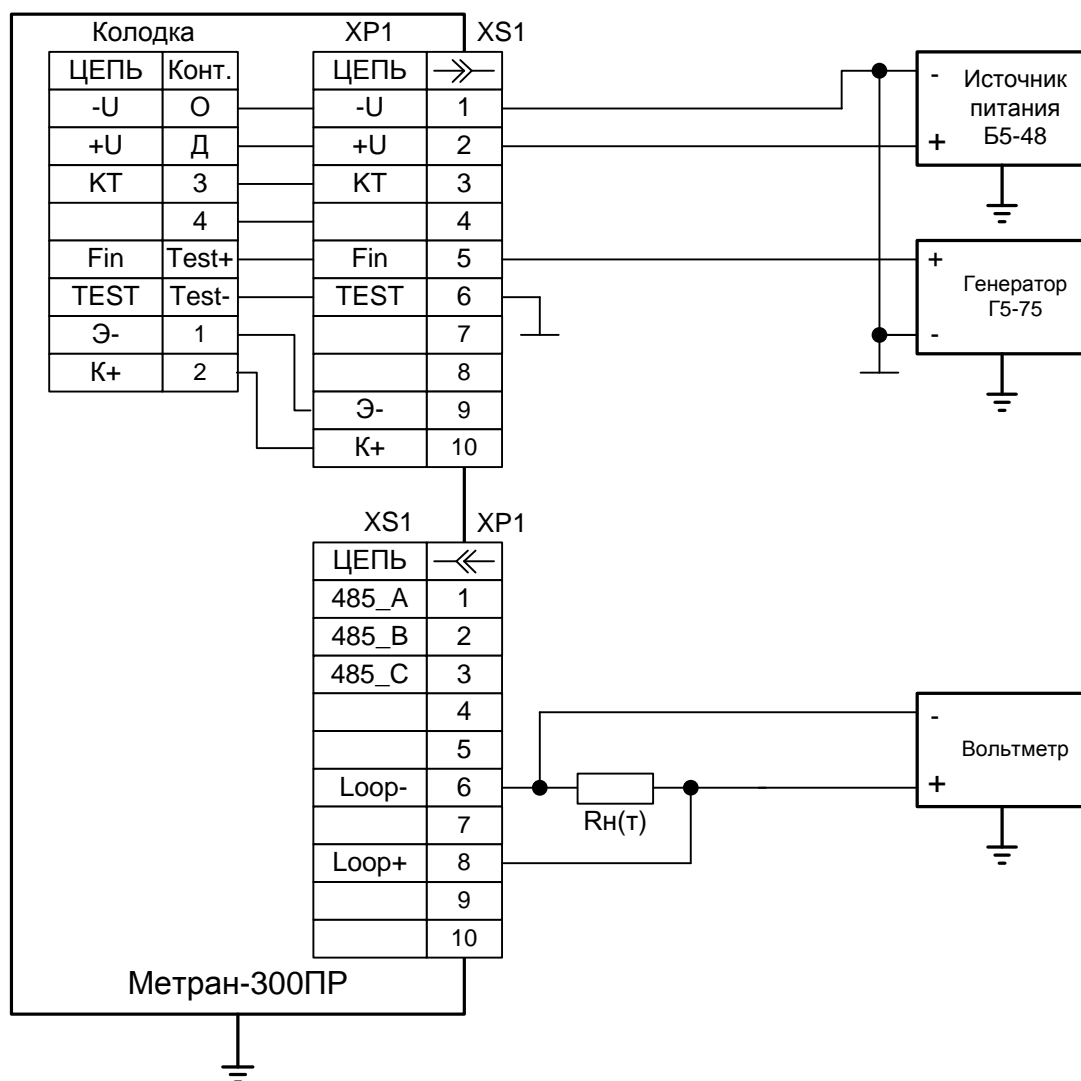 Колодка XP1 XS1
ЦЕПЬ Конт. ЦЕПЬ
-U О -U 1
+U Д +U 2
КТ 3 КТ 3
4 4
Fin Test+ Fin 5
TEST Test- TEST 6
Э- 1 7
К+ 2 8
Э- 9
К+ 10
- Источник
питания
+ Б5-48
+
Генератор
Г5-75
-
XS1 XP1
ЦЕПЬ
485_A 1
485_B 2
485_C 3
4
5
Loop- 6
7
Loop+ 8
9
10
Rн(т)
-
Вольтметр
+
Метран-300ПР